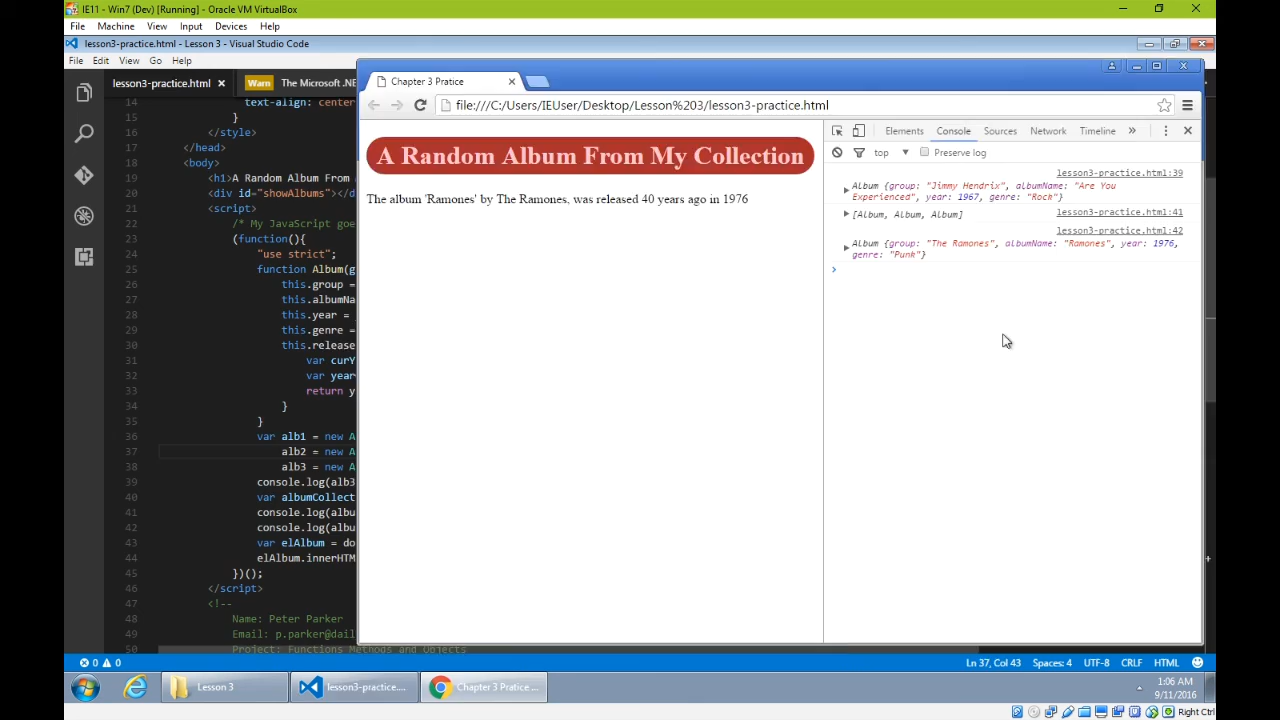 IE11 - Win7 (Dev) [Running] - Oracle VM VirtualBox
File Machine View Input Devices Help
lesson3-practice.html - Lesson 3 - Visual Studio Code
File Edit View Go Help
lesson3-practice.html
Warn The Microsoft .NE
Chapter 3 Pratice
file:///C:/Users/IEUser/Desktop/Lesson%203/lesson3-practice.html
14 text-align: center
15 }
16 </style>
17 </head>
18 <body>
19 <h1>A Random Album From
20 <div id="showAlbums"></d
21 <script>
22 /* My JavaScript goe
23 (function(){
24 "use strict";
25 function Album(g
26 this.group =
27 this.albumNa
28 this.year =
29 this.genre =
30 this.release
31 var curY
32 var year
33 return y
34 }
35 }
36 var alb1 = new A
37 alb2 = new A
38 alb3 = new A
39 console.log(alb3
40 var albumCollect
41 console.log(albu
42 console.log(albu
43 var elAlbum = do
44 elAlbum.innerHTM
45 })();
46 </script>
47 <!--
48 Name: Peter Parker
49 Email: p.parker@dail
50 Project: Functions Methods and Objects
A Random Album From My Collection
The album 'Ramones' by The Ramones, was released 40 years ago in 1976
Elements Console Sources Network Timeline »
top Preserve log
lesson3-practice.html:39
Album {group: "Jimmy Hendrix", albumName: "Are You
Experienced", year: 1967, genre: "Rock"}
[Album, Album, Album] lesson3-practice.html:41
lesson3-practice.html:42
Album {group: "The Ramones", albumName: "Ramones", year: 1976,
genre: "Punk"}
0 0 Ln 37, Col 43 Spaces: 4 UTF-8 CRLF HTML
Lesson 3 lesson3-practice.... Chapter 3 Pratice ...
1:06 AM
9/11/2016
Right Ctrl